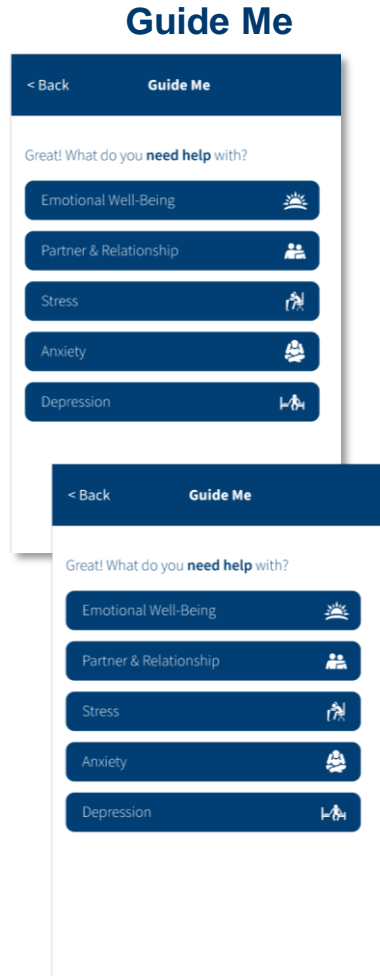 Guide Me
< Back Guide Me
Great! What do you need help with?
Emotional Well-Being
Partner & Relationship
Stress
Anxiety
Depression
< Back Guide Me
Great! What do you need help with?
Emotional Well-Being
Partner & Relationship
Stress
Anxiety
Depression